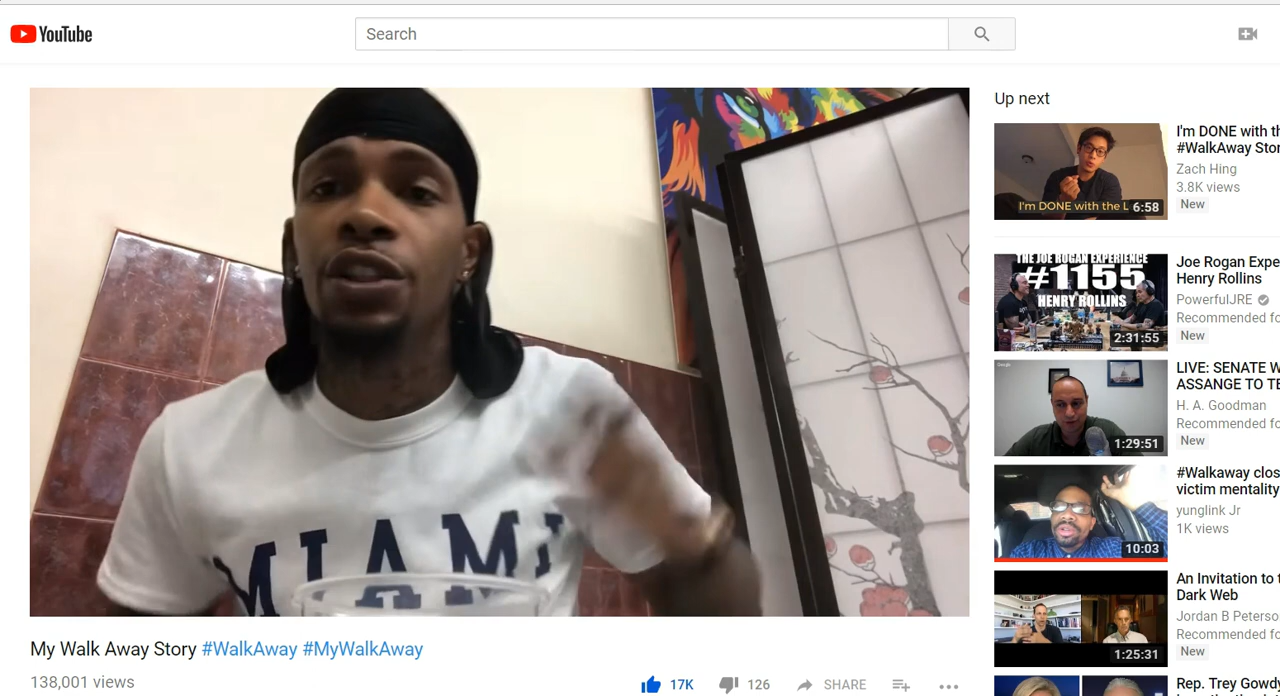 YouTube
Search
MIAMI
My Walk Away Story #WalkAway #MyWalkAway
138,001 views
17K
126
SHARE
Up next
I'm DONE with the L
6:58
I'm DONE with th
#WalkAway Stor
Zach Hing
3.8K views
New
THE JOE ROGAN EXPERIENCE
#1155
HENRY ROLLINS
2:31:55
Joe Rogan Expe
Henry Rollins
PowerfulJRE
Recommended fo
New
1:29:51
LIVE: SENATE W
ASSANGE TO TE
H. A. Goodman
Recommended fo
New
10:03
#Walkaway clos
victim mentality
yunglink Jr
1K views
1:25:31
An Invitation to t
Dark Web
Jordan B Peterso
Recommended fo
New
Rep. Trey Gowdy